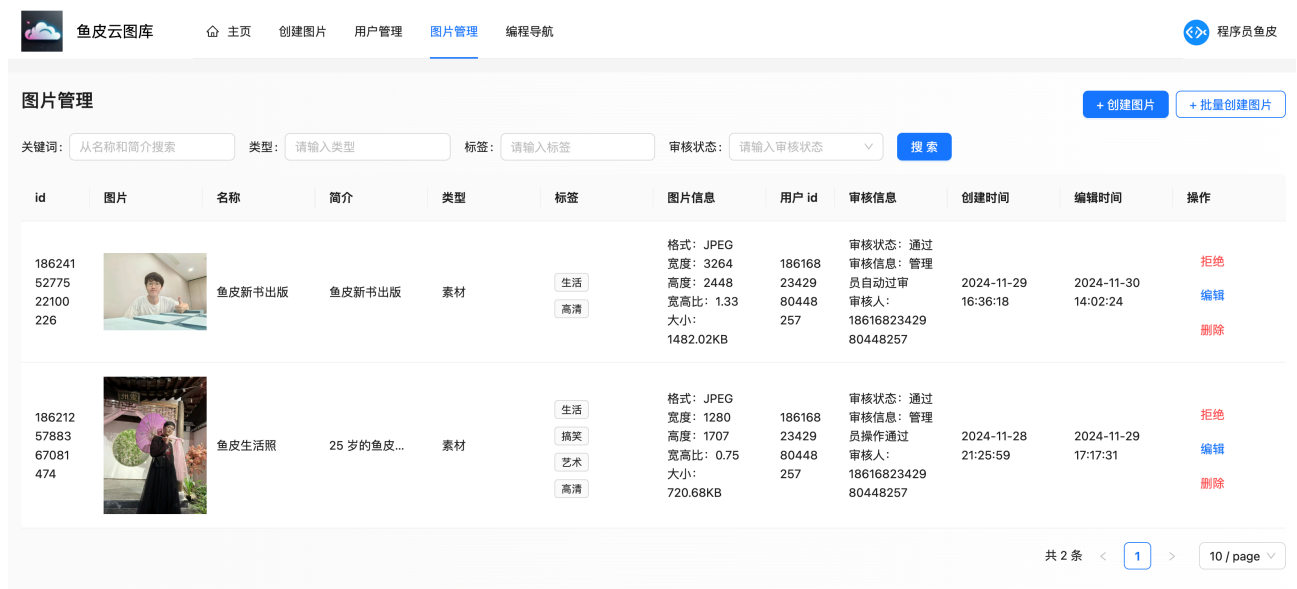 鱼皮云图库
主页
创建图片
用户管理
图片管理
编程导航
程序员鱼皮
图片管理
+ 创建图片
+ 批量创建图片
关键词: 从名称和简介搜索
类型: 请输入类型
标签: 请输入标签
审核状态: 请输入审核状态
搜 索
id 图片 名称 简介 类型 标签 图片信息 用户 id 审核信息 创建时间 编辑时间 操作
186241
52775
22100
226
鱼皮新书出版
鱼皮新书出版
素材
生活
高清
格式：JPEG
宽度：3264
高度：2448
宽高比：1.33
大小：
1482.02KB
186168
23429
80448
257
审核状态：通过
审核信息：管理
员自动过审
审核人：
18616823429
80448257
2024-11-29
16:36:18
2024-11-30
14:02:24
拒绝
编辑
删除
186212
57883
67081
474
鱼皮生活照
25 岁的鱼皮...
素材
生活
搞笑
艺术
高清
格式：JPEG
宽度：1280
高度：1707
宽高比：0.75
大小：
720.68KB
186168
23429
80448
257
审核状态：通过
审核信息：管理
员操作通过
审核人：
18616823429
80448257
2024-11-28
21:25:59
2024-11-29
17:17:31
拒绝
编辑
删除
共 2 条 < 1 > 10 / page